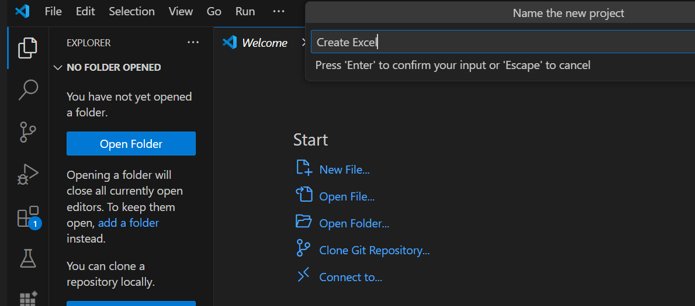 File Edit Selection View Go Run ···
Name the new project
Create Excel
Press 'Enter' to confirm your input or 'Escape' to cancel
EXPLORER ···
Welcome
NO FOLDER OPENED
You have not yet opened
a folder.
Open Folder
Opening a folder will
close all currently open
editors. To keep them
open, add a folder
instead.
You can clone a
repository locally.
Start
New File...
Open File...
Open Folder...
Clone Git Repository...
Connect to...
1